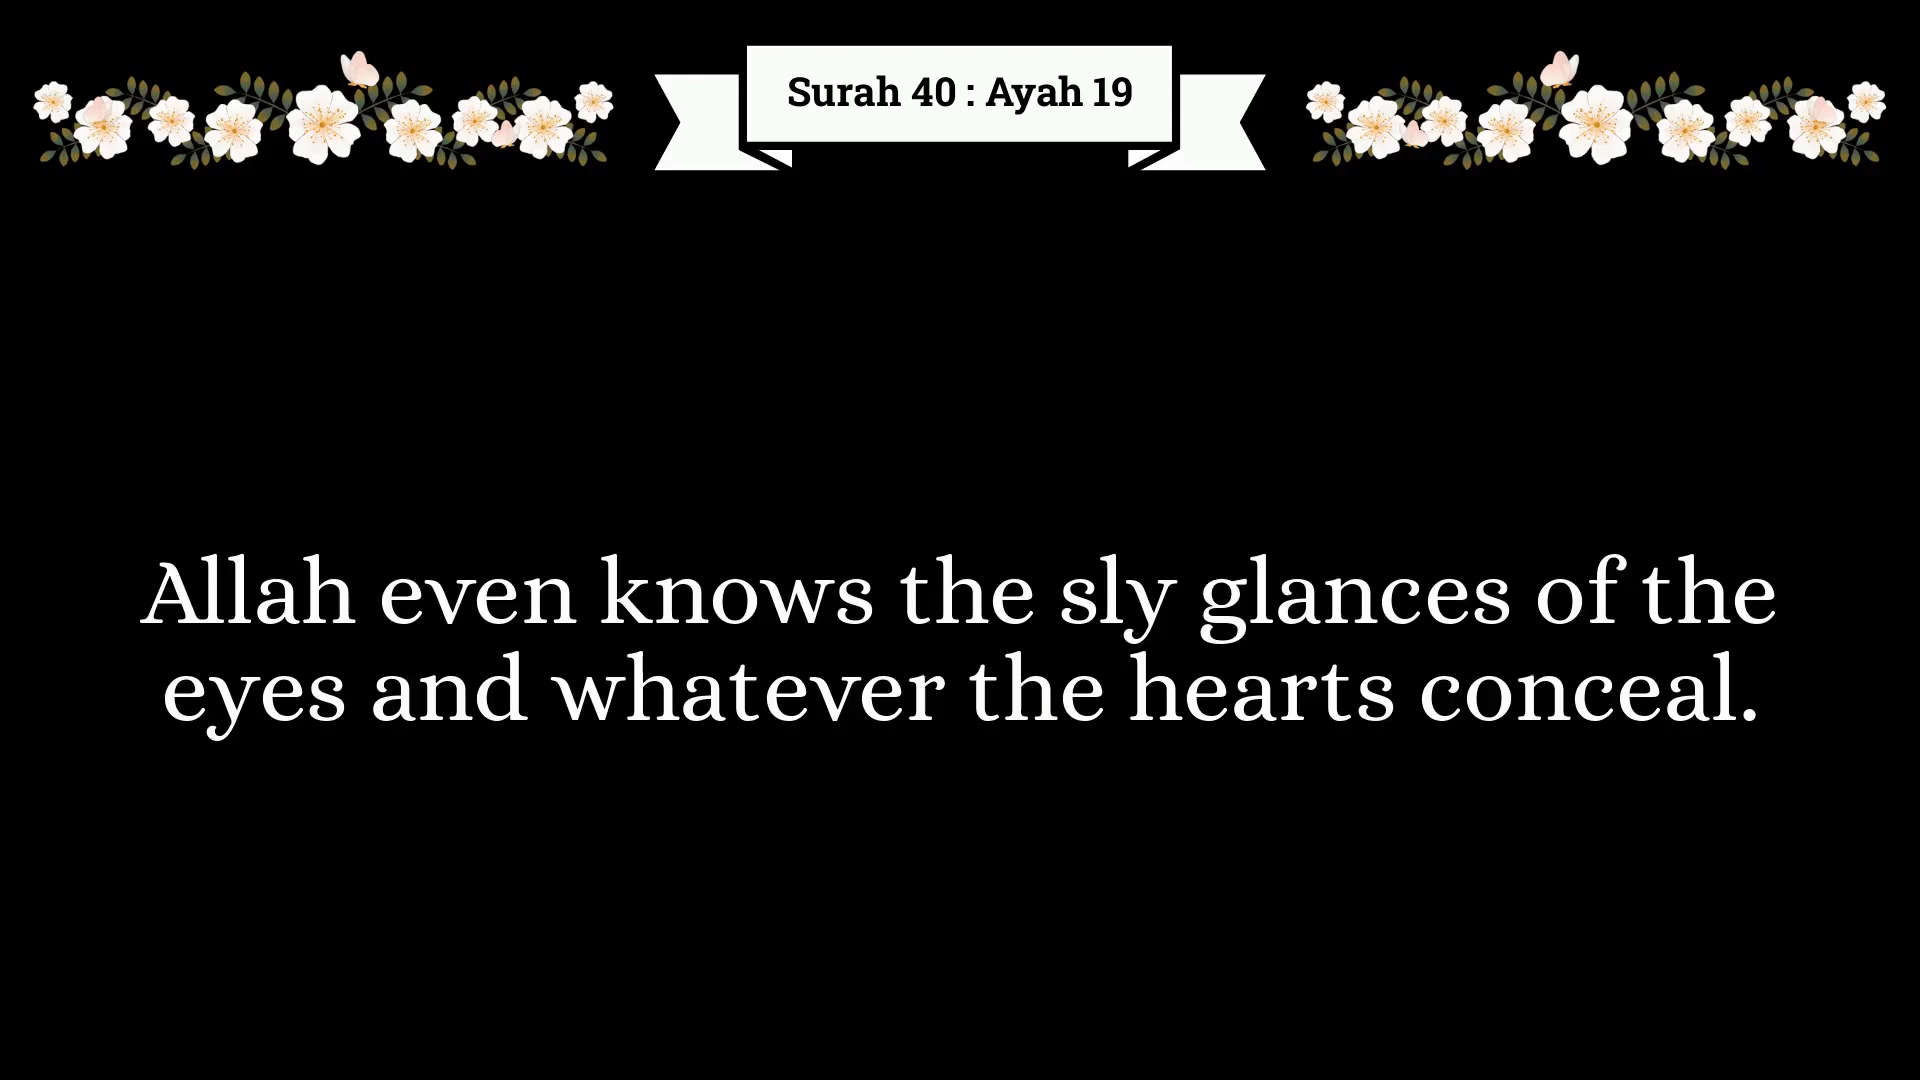 Surah 40 : Ayah 19
Allah even knows the sly glances of the
eyes and whatever the hearts conceal.